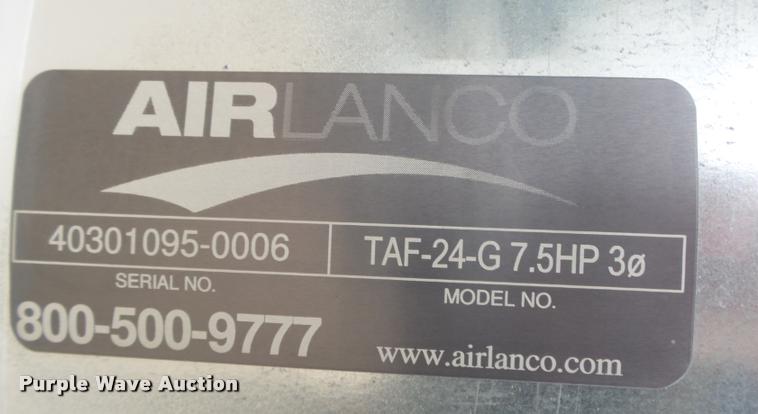 AIRLANCO
40301095-0006 TAF-24-G 7.5HP 3ø
SERIAL NO. MODEL NO.
800-500-9777 www.airlanco.com
Purple Wave Auction